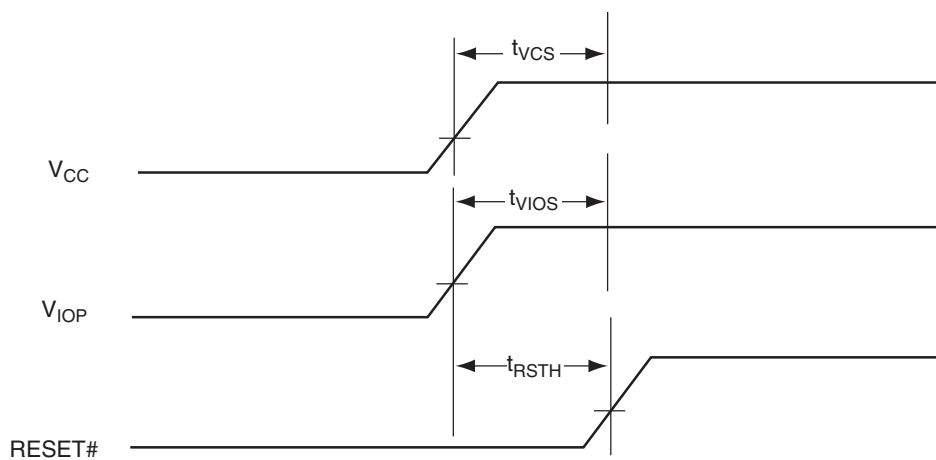 tVCS
VCC
tVIOS
VIOP
tRSTH
RESET#